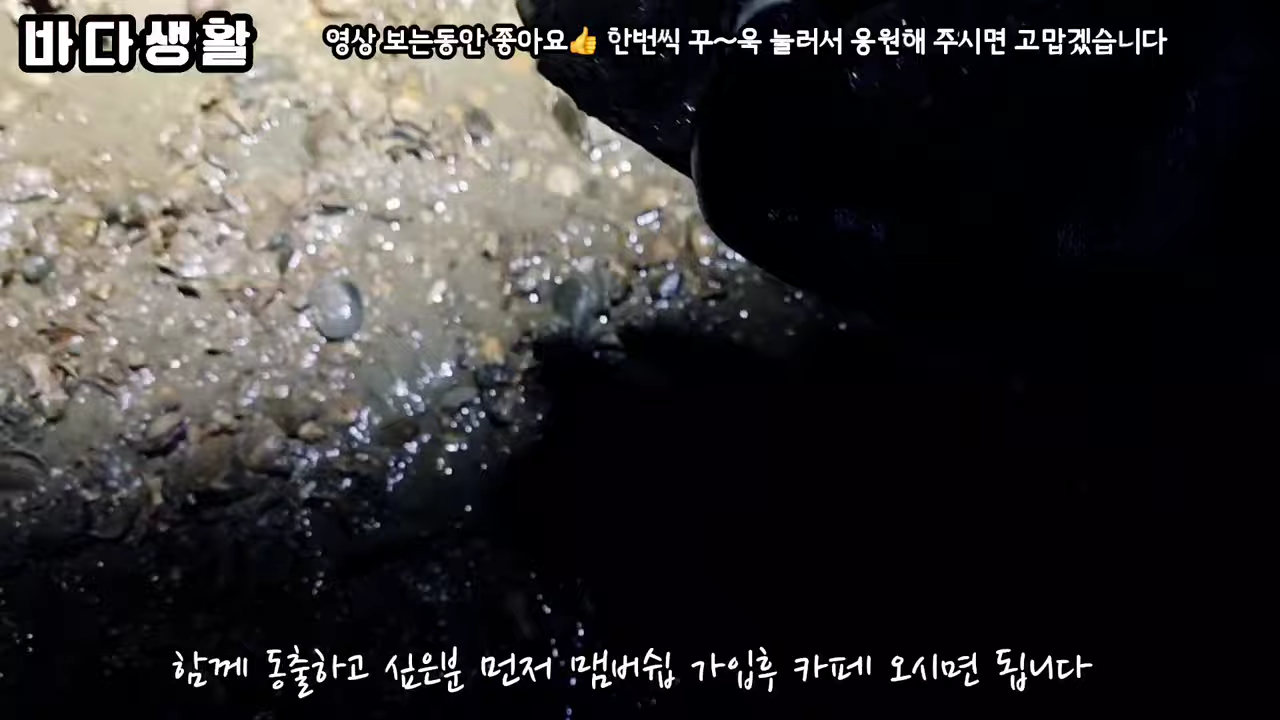 바다생활
영상 보는동안 좋아요👍 한번씩 꾸~욱 눌러서 응원해 주시면 고맙겠습니다
함께 동출하고 싶은분 먼저 맴버쉽 가입후 카페 오시면 됩니다